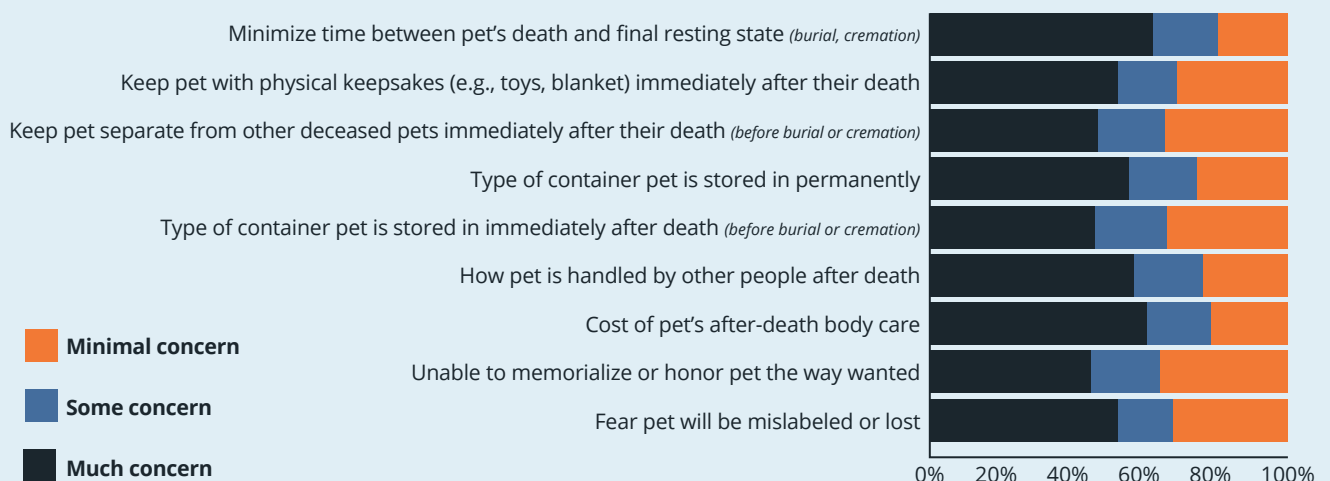 Minimize time between pet’s death and final resting state (burial, cremation)
Keep pet with physical keepsakes (e.g., toys, blanket) immediately after their death
Keep pet separate from other deceased pets immediately after their death (before burial or cremation)
Type of container pet is stored in permanently
Type of container pet is stored in immediately after death (before burial or cremation)
How pet is handled by other people after death
Cost of pet’s after-death body care
Unable to memorialize or honor pet the way wanted
Fear pet will be mislabeled or lost
Minimal concern
Some concern
Much concern
0% 20% 40% 60% 80% 100%